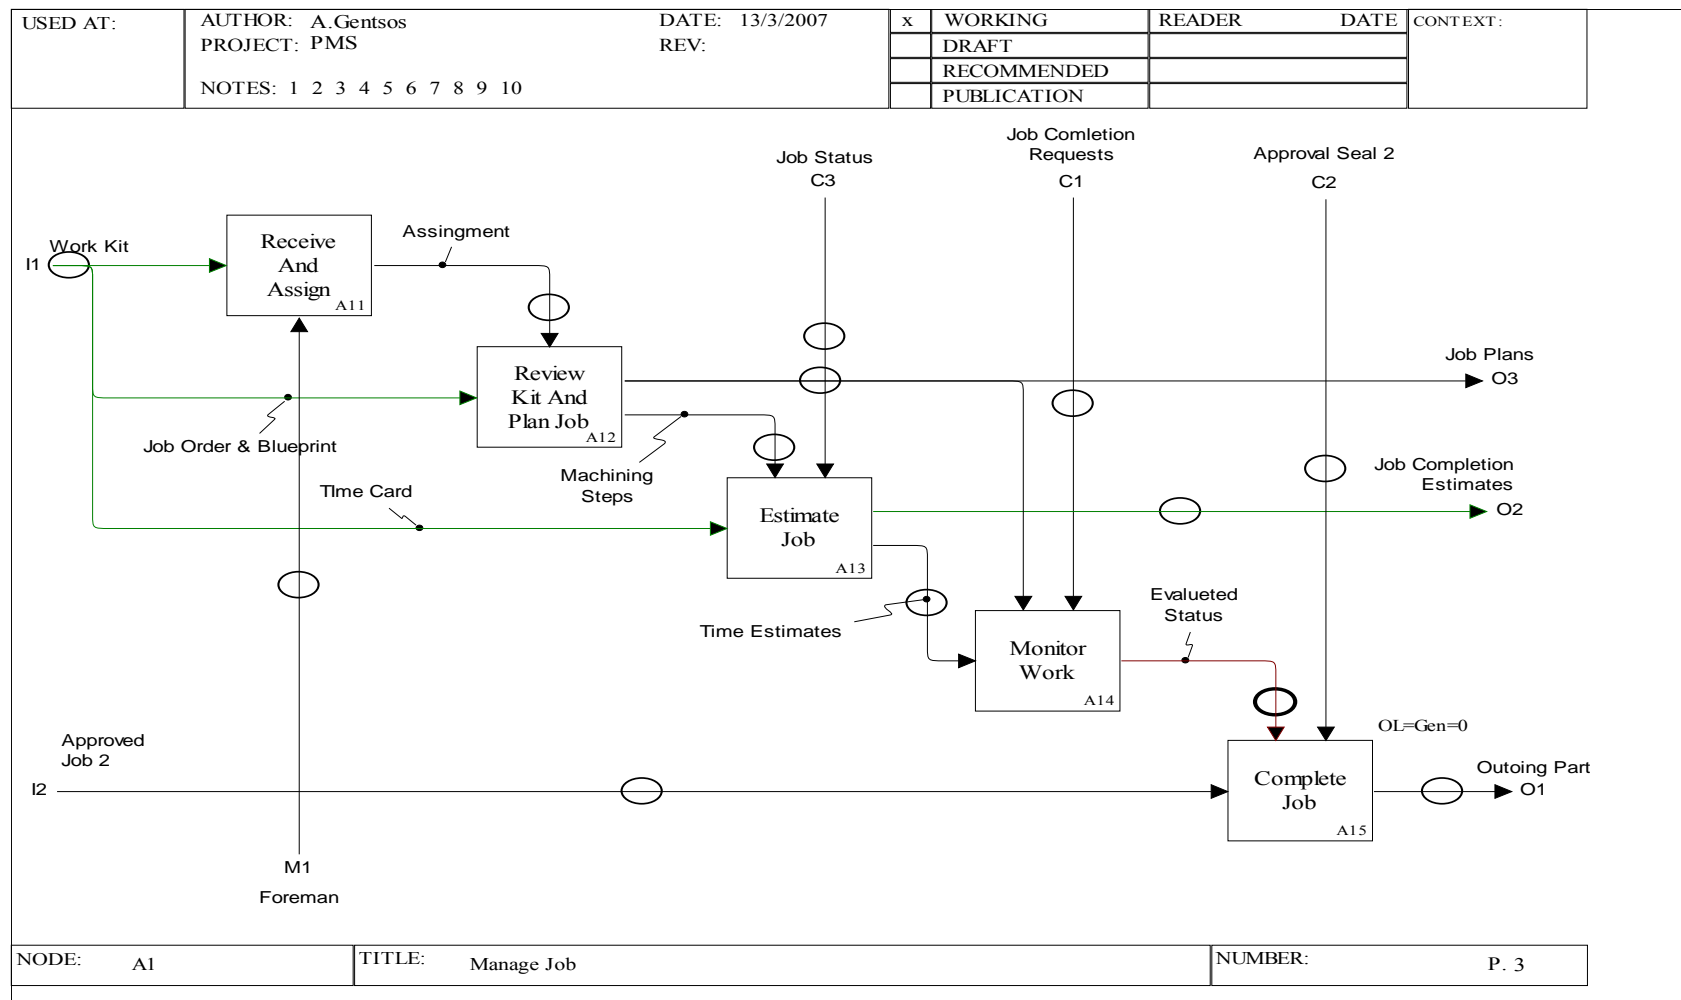 USED AT:
AUTHOR: A.Gentsos
DATE: 13/3/2007
x WORKING
READER DATE
CONTEXT:
PROJECT: PMS
REV:
DRAFT
RECOMMENDED
NOTES: 1 2 3 4 5 6 7 8 9 10
PUBLICATION
Job Comletion
Requests
C1
Job Status
C3
Approval Seal 2
C2
Work Kit
I1
Receive
And
Assign
A11
Assingment
Job Plans
O3
Review
Kit And
Plan Job
A12
Job Order & Blueprint
Machining
Steps
Job Completion
Estimates
O2
TIme Card
Estimate
Job
A13
Time Estimates
Evalueted
Status
Monitor
Work
A14
Approved
Job 2
I2
OL=Gen=0
Complete
Job
A15
Outoing Part
O1
M1
Foreman
NODE: A1
TITLE: Manage Job
NUMBER: P. 3